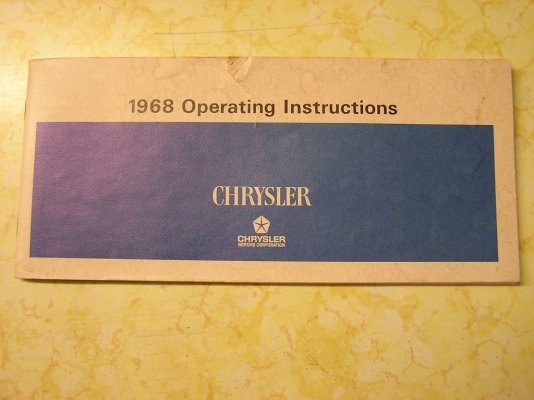 1968 Operating Instructions
CHRYSLER
CHRYSLER
MOTORS CORPORATION